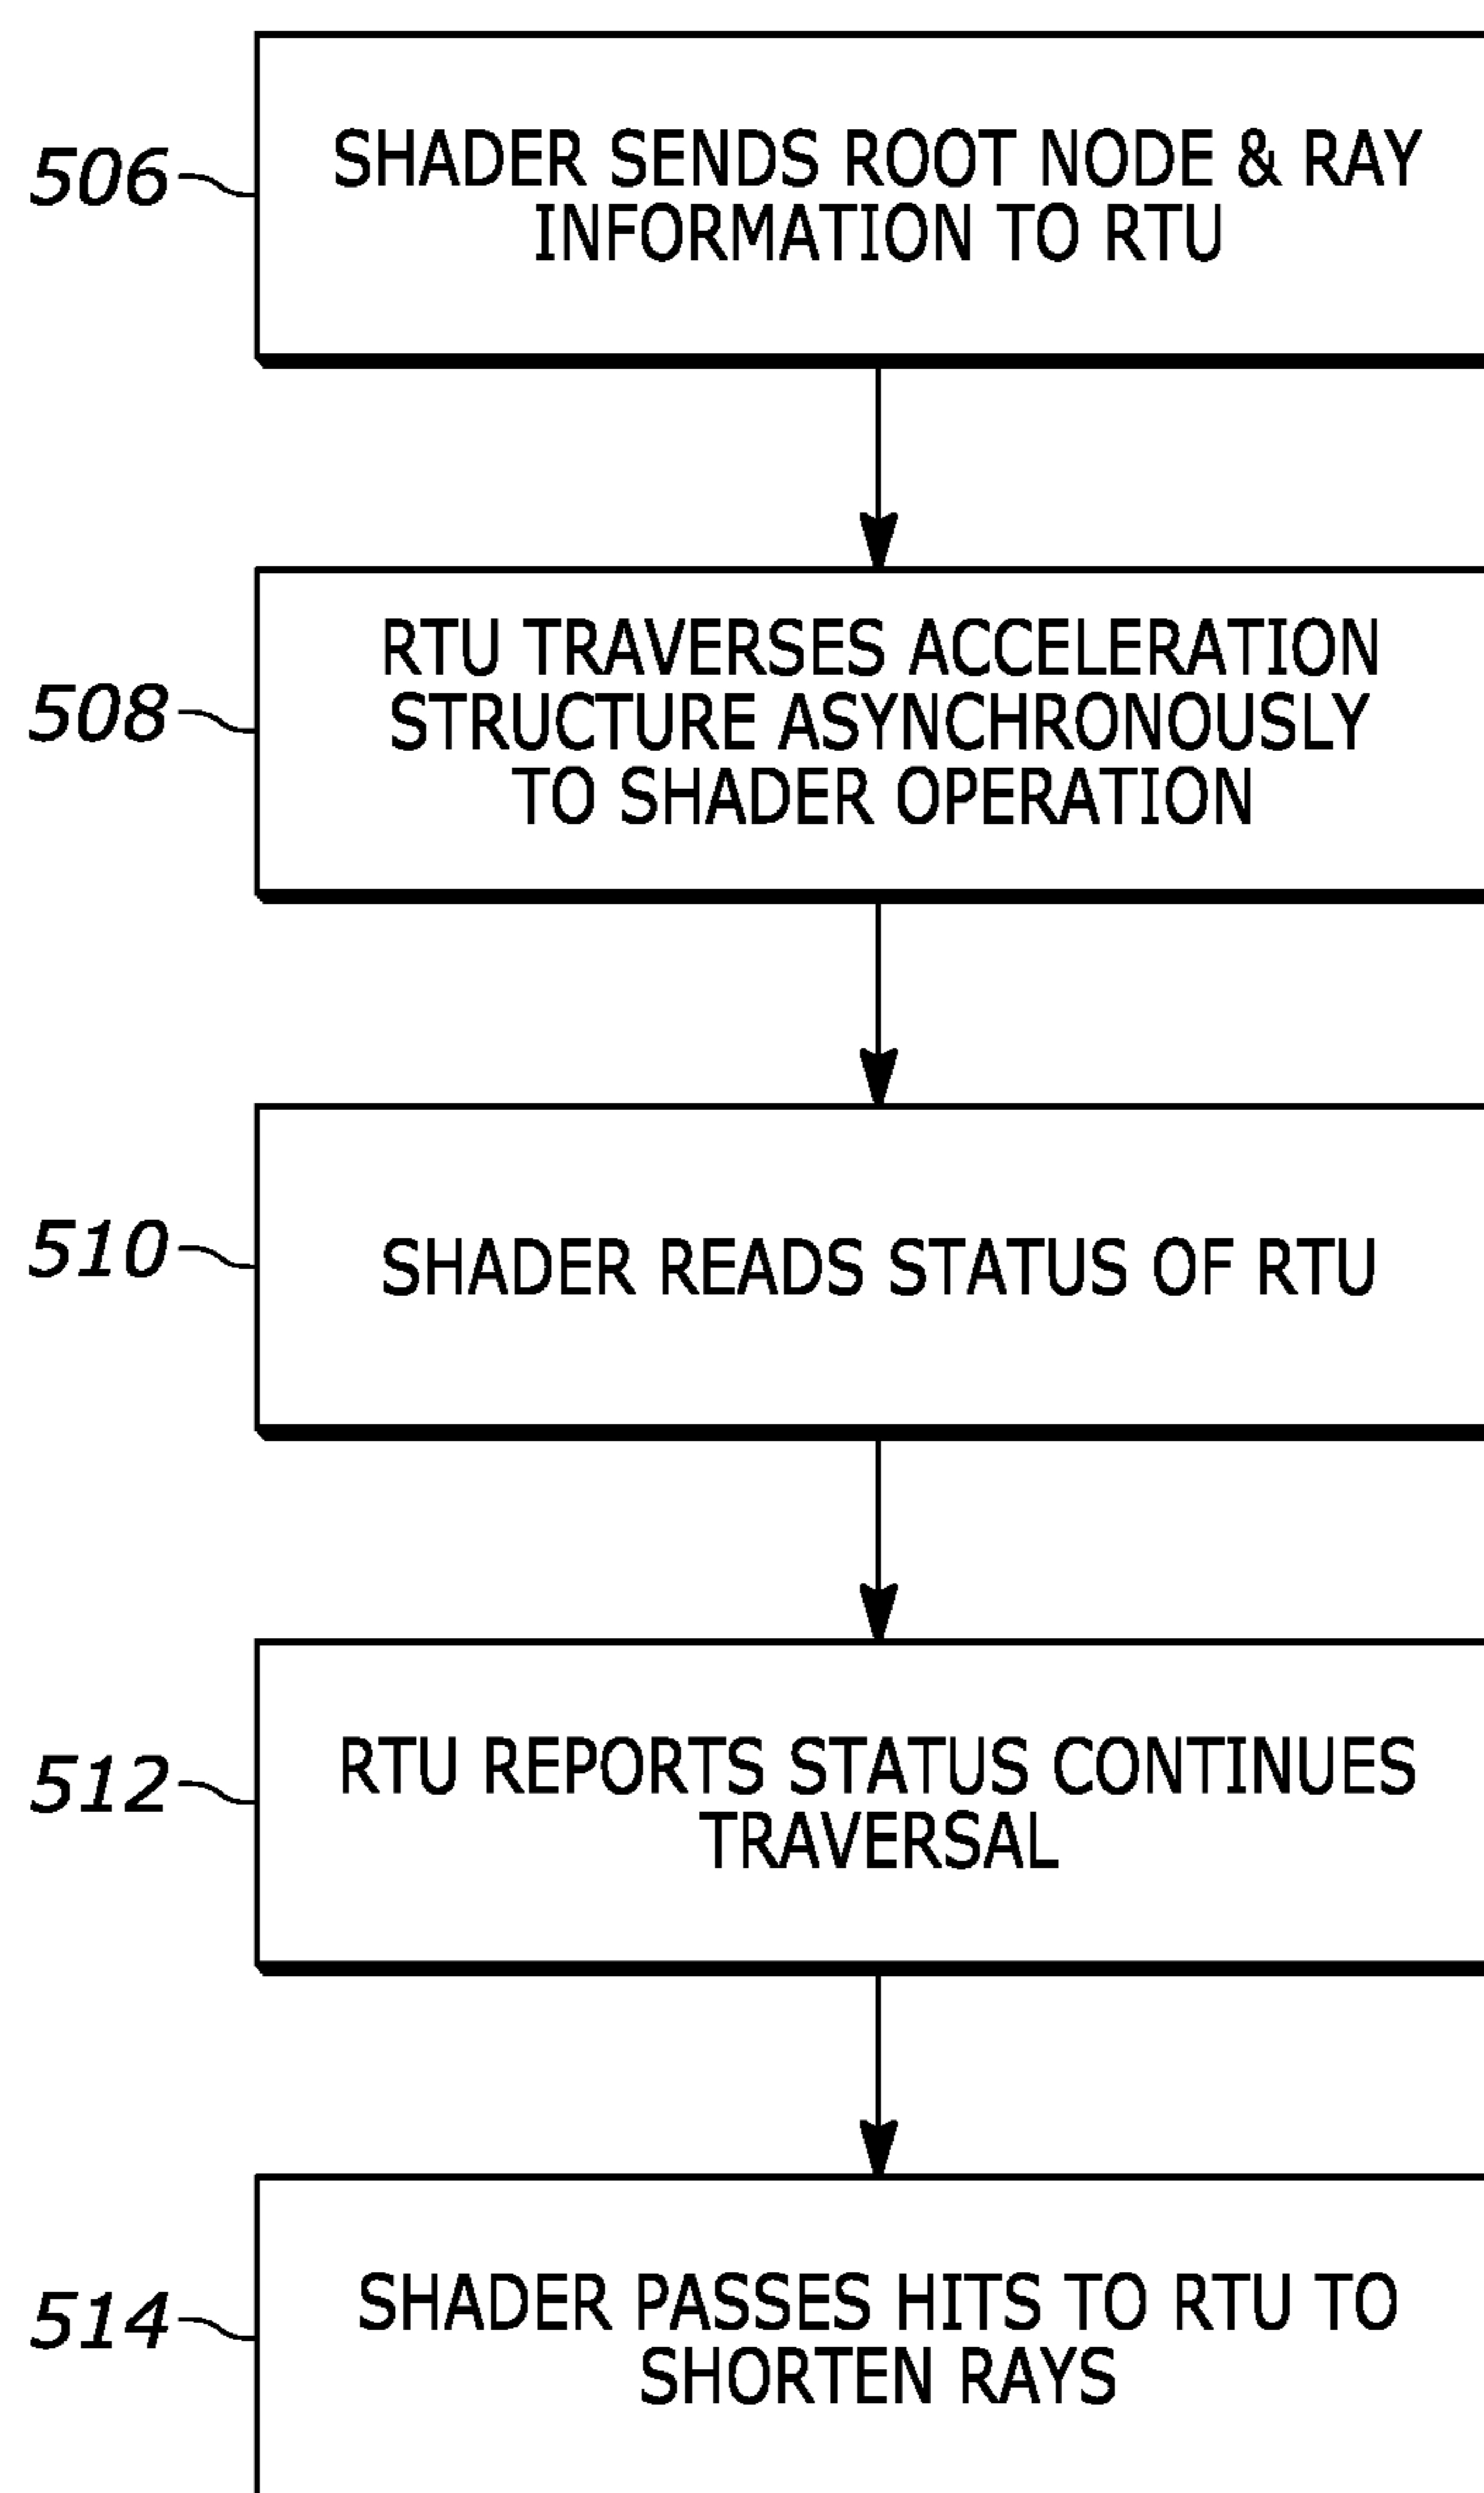 506
SHADER SENDS ROOT NODE & RAY
INFORMATION TO RTU
508
RTU TRAVERSES ACCELERATION
STRUCTURE ASYNCHRONOUSLY
TO SHADER OPERATION
510
SHADER READS STATUS OF RTU
512
RTU REPORTS STATUS CONTINUES
TRAVERSAL
514
SHADER PASSES HITS TO RTU TO
SHORTEN RAYS